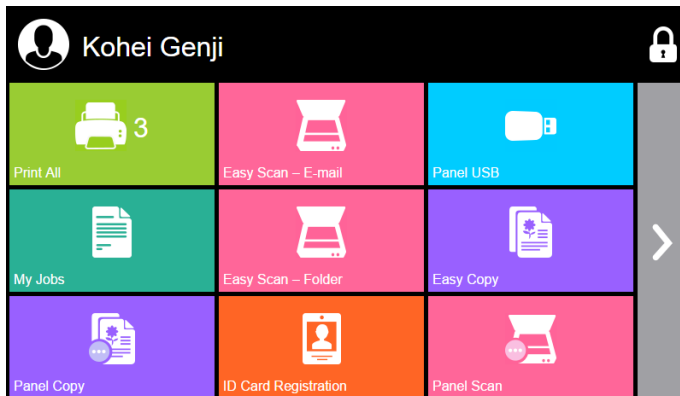 Kohei Genji
3
Print All
Easy Scan – E-mail
Panel USB
My Jobs
Easy Scan – Folder
Easy Copy
Panel Copy
ID Card Registration
Panel Scan